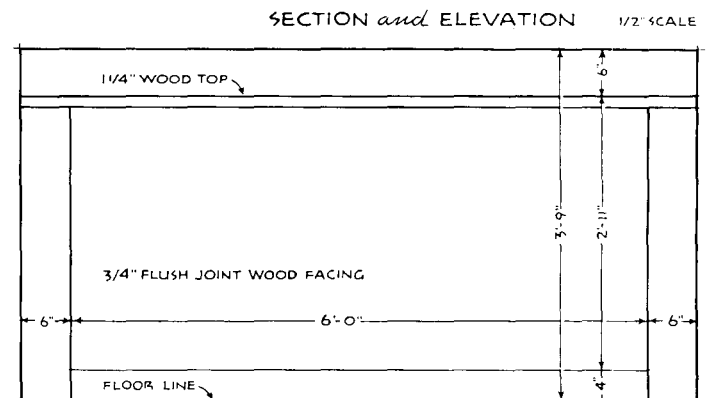 SECTION and ELEVATION 1/2" SCALE
6"
1 1/4" WOOD TOP
3'-9"
2'-11"
3/4" FLUSH JOINT WOOD FACING
6" 6'-0" 6"
FLOOR LINE
4"